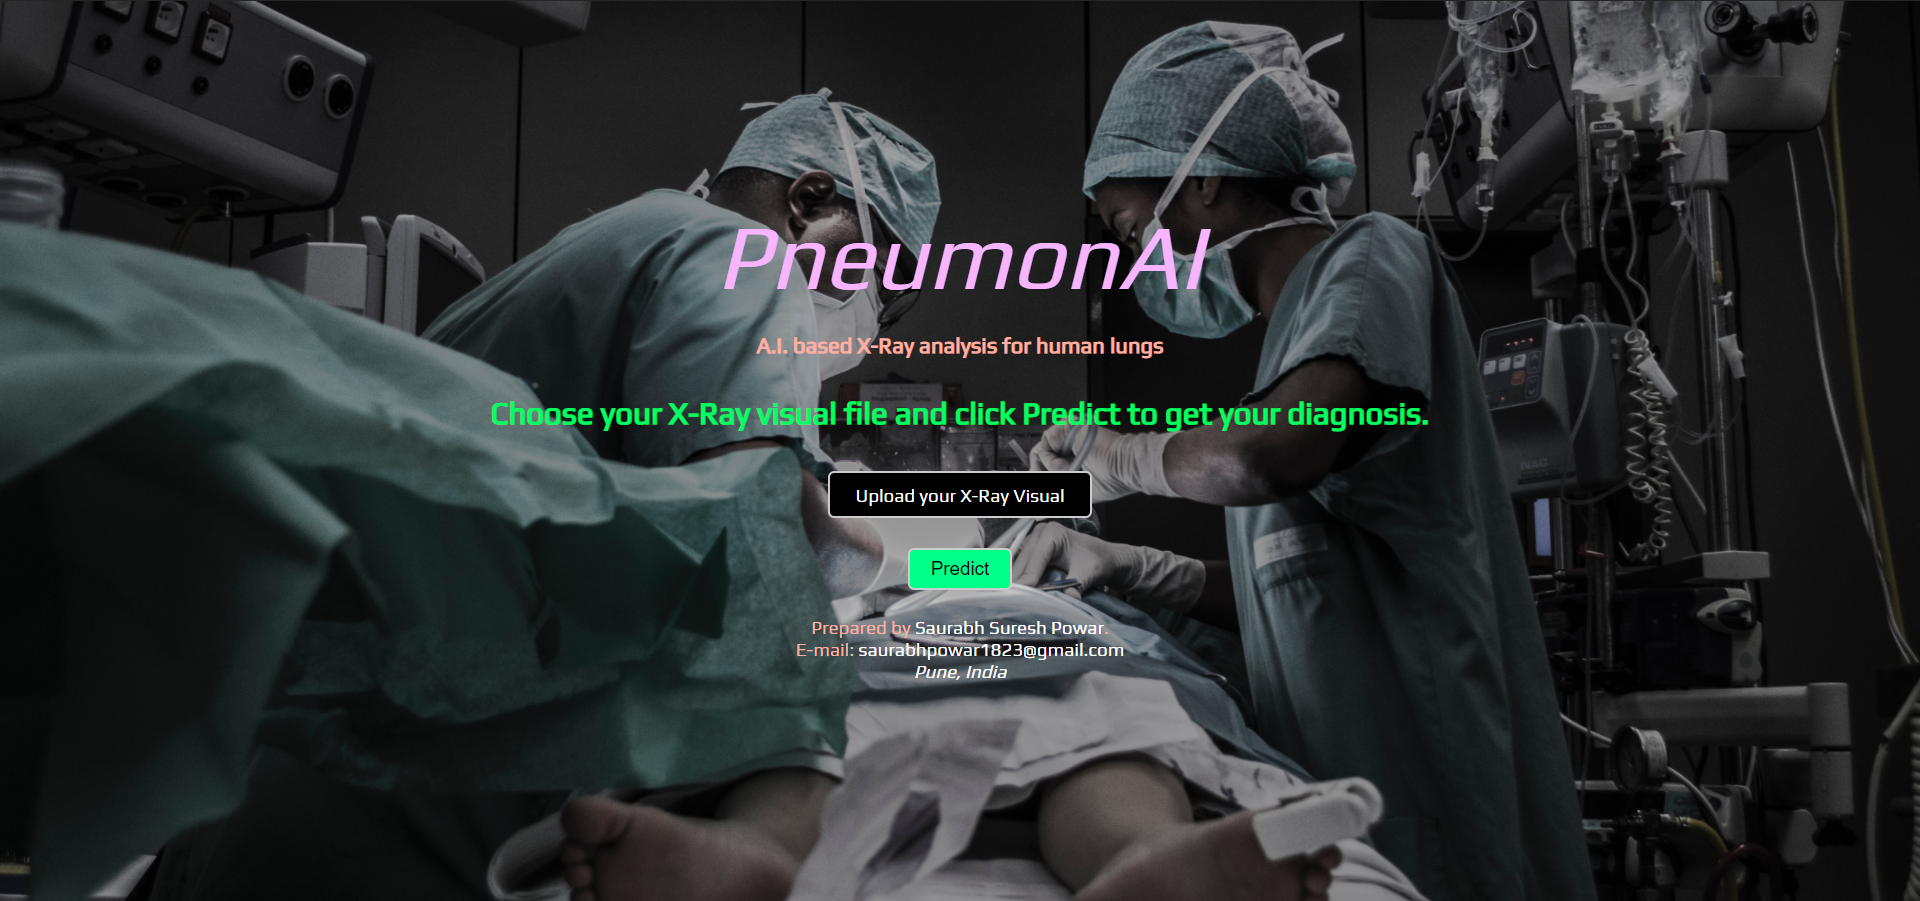 PneumonAI
A.I. based X-Ray analysis for human lungs
Choose your X-Ray visual file and click Predict to get your diagnosis.
Upload your X-Ray Visual
Predict
Prepared by Saurabh Suresh Powar.
E-mail: saurabhpowar1823@gmail.com
Pune, India